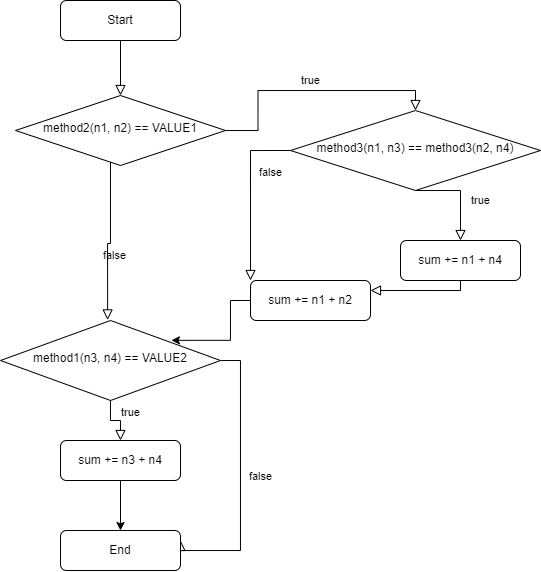 Start
true
method2(n1, n2) == VALUE1
method3(n1, n3) == method3(n2, n4)
false
true
false
sum += n1 + n4
sum += n1 + n2
method1(n3, n4) == VALUE2
true
sum += n3 + n4
false
End